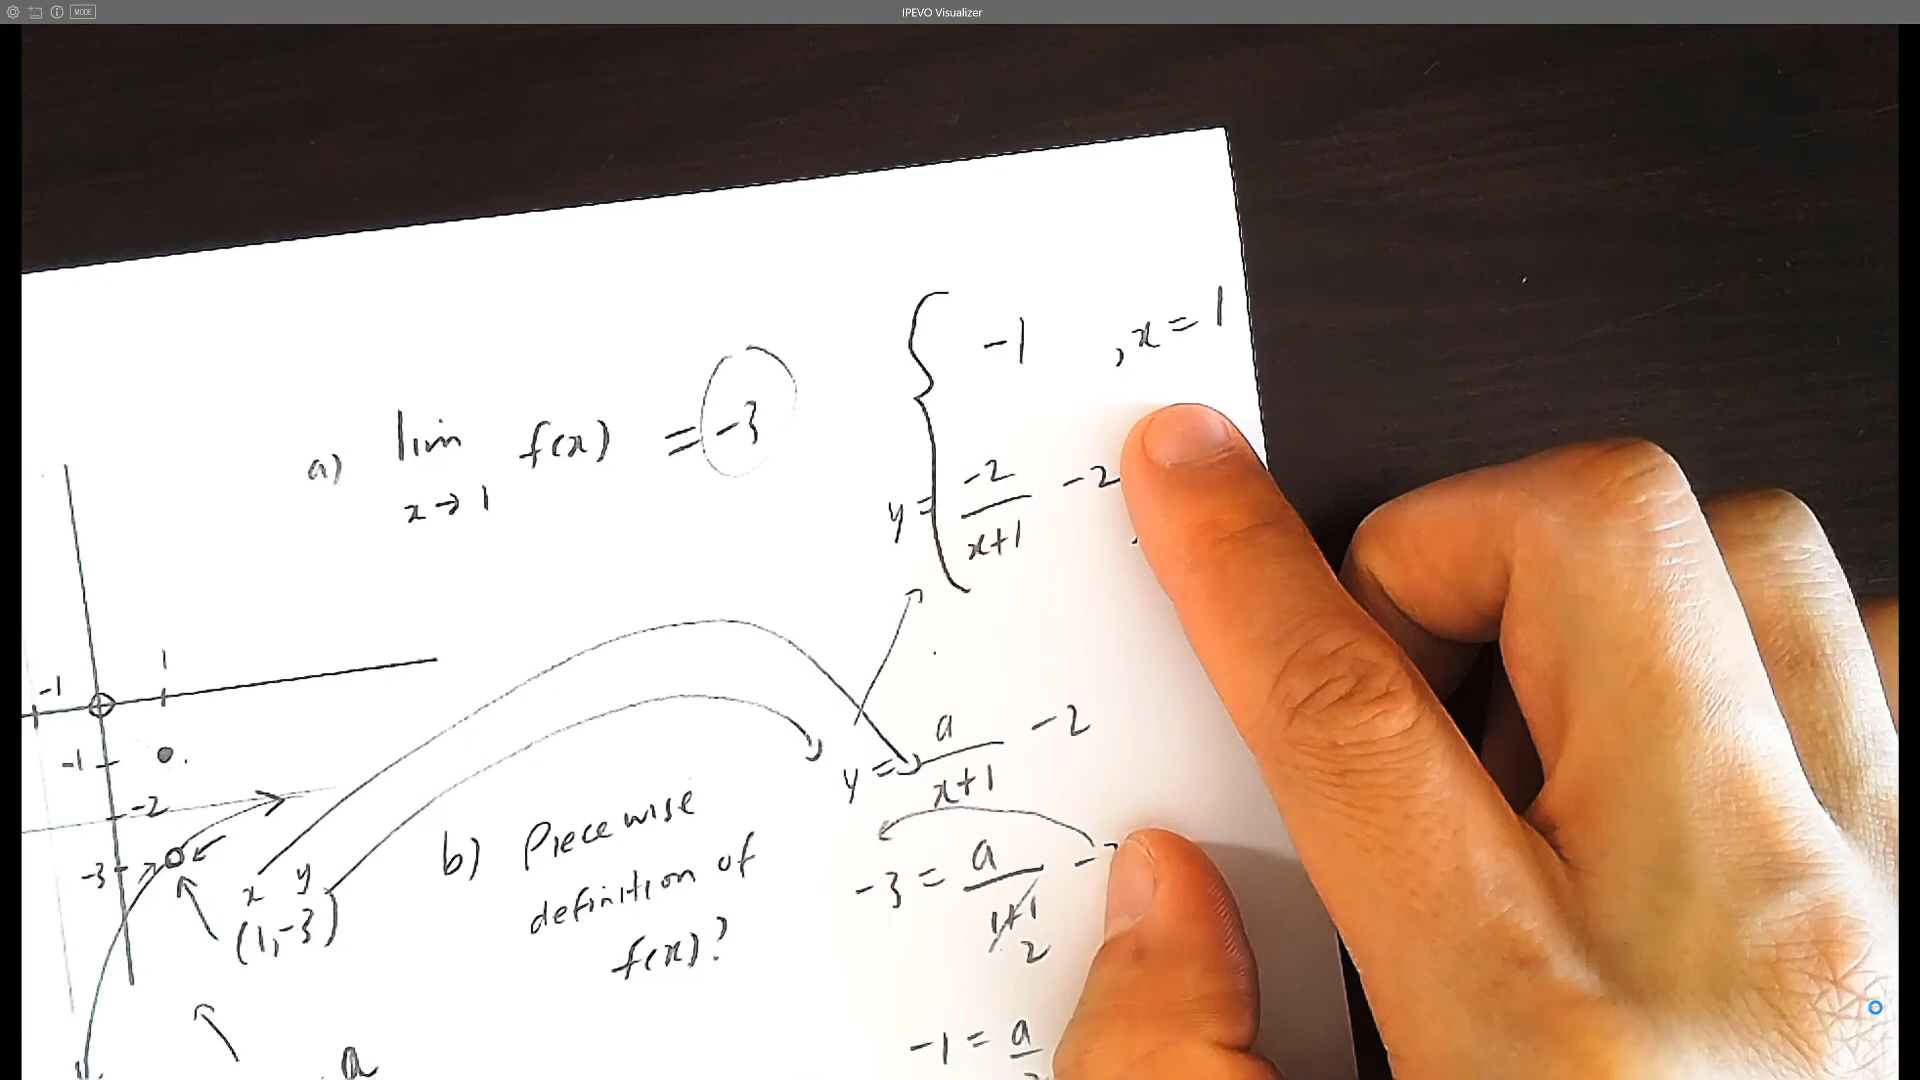 MODE
IPEVO Visualizer
a) lim f(x) = -3
x → 1
-1 , x = 1
y = -2/x+1 -2
-1
1
-1
-2
-3
x y
(1,-3)
b) Piecewise
definition of
f(x)?
y = a/x+1 -2
-3 = a/1+1
2
-1 = a
a